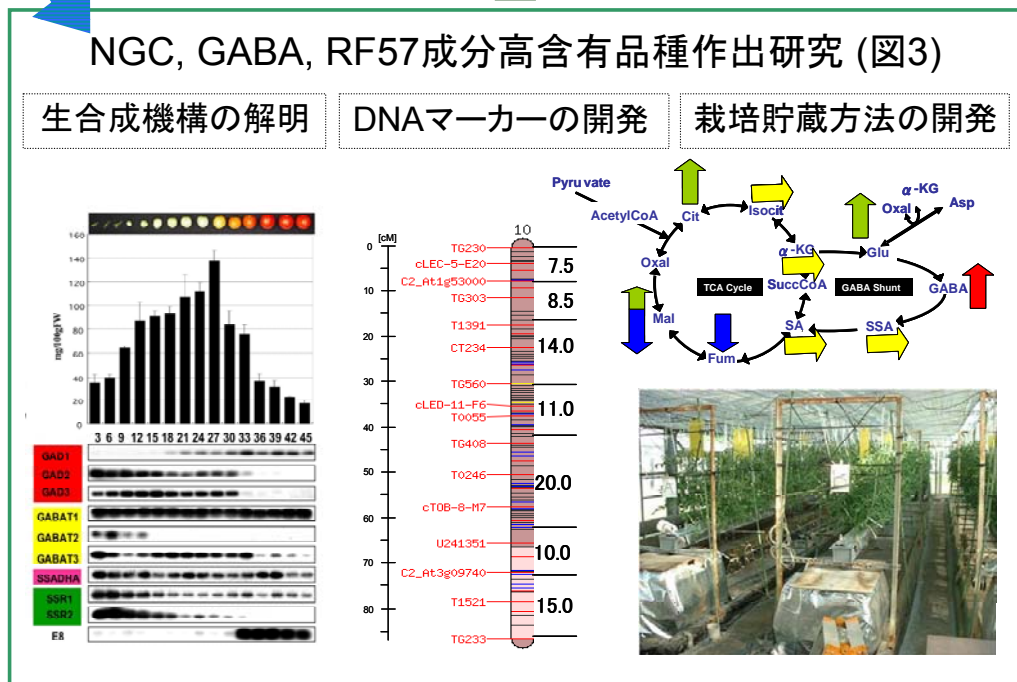 NGC, GABA, RF57成分高含有品種作出研究 (図3)
生合成機構の解明
DNAマーカーの開発
栽培貯蔵方法の開発
mg/100gFW
160
140
120
100
80
60
40
20
0
3 6 9 12 15 18 21 24 27 30 33 36 39 42 45
GAD1
GAD2
GAD3
GABAT1
GABAT2
GABAT3
SSADHA
SSR1
SSR2
E8
[cM]
0
10
20
30
40
50
60
70
80
10
TG230
cLEC-5-E20
C2_At1g53000
TG303
T1391
CT234
TG560
cLED-11-F6
T0055
TG408
T0246
cTOB-8-M7
U241351
C2_At3g09740
T1521
TG233
7.5
8.5
14.0
11.0
20.0
10.0
15.0
Pyruvate
AcetylCoA
Cit
Isocit
α-KG
SuccCoA
SA
Fum
Mal
Oxal
TCA Cycle
GABA Shunt
Glu
Oxal
α-KG
Asp
GABA
SSA